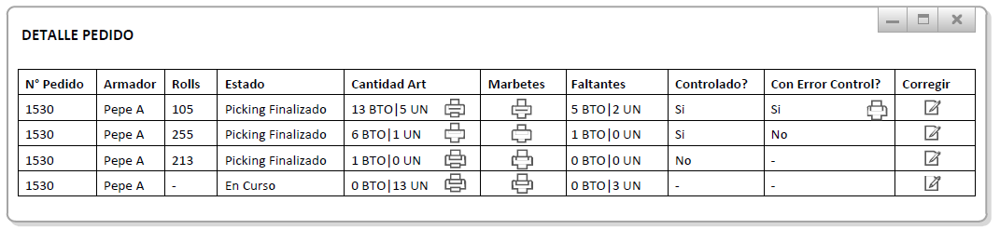 DETALLE PEDIDO
N° Pedido Armador Rolls Estado Cantidad Art Marbetes Faltantes Controlado? Con Error Control? Corregir
1530 Pepe A 105 Picking Finalizado 13 BTO|5 UN 5 BTO|2 UN Si Si
1530 Pepe A 255 Picking Finalizado 6 BTO|1 UN 1 BTO|0 UN Si No
1530 Pepe A 213 Picking Finalizado 1 BTO|0 UN 0 BTO|0 UN No -
1530 Pepe A - En Curso 0 BTO|13 UN 0 BTO|3 UN - -